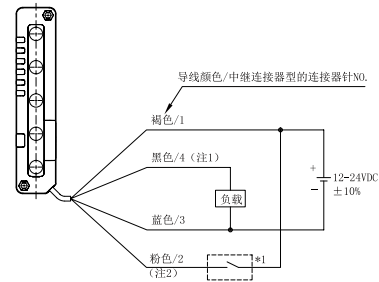 导线颜色/中继连接器型的连接器针NO.
褐色/1
黑色/4 (注1)
+
12-24VDC
负载
−
±10%
蓝色/3
粉色/2
*1
(注2)